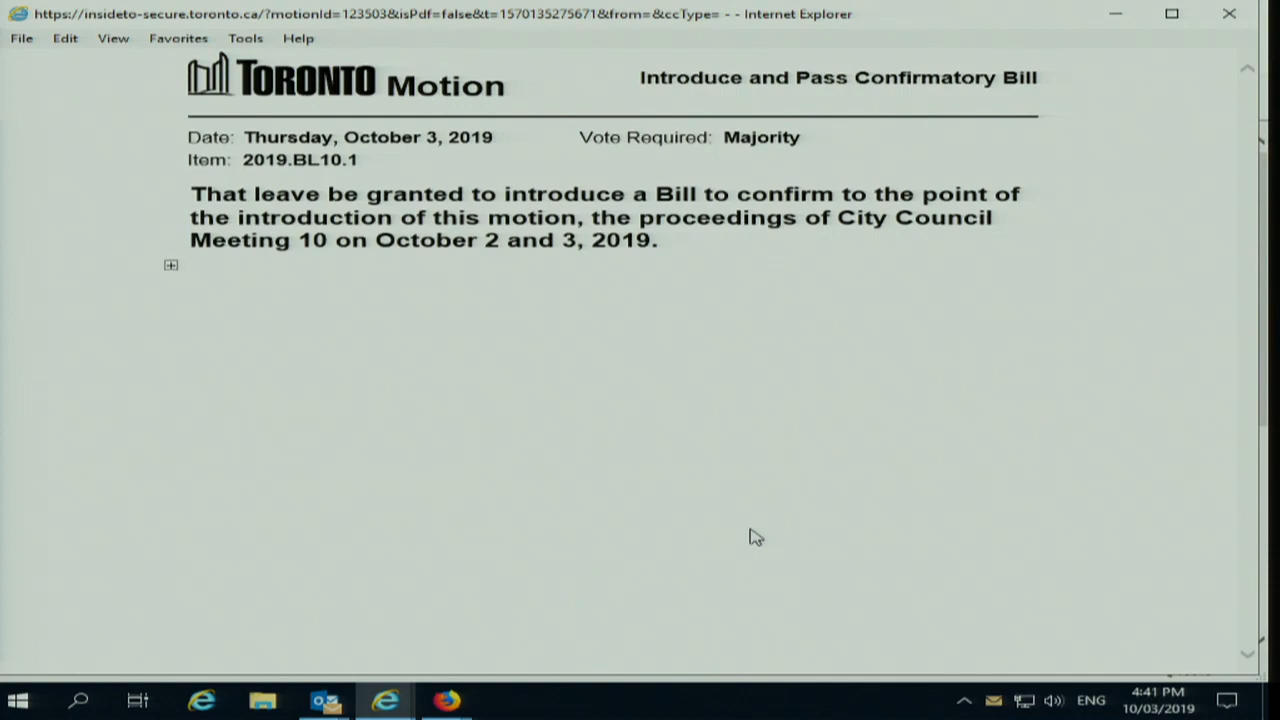 https://insideto-secure.toronto.ca/?motionId=123503&isPdf=false&t=1570135275671&from=&ccType= - - Internet Explorer
File Edit View Favorites Tools Help
TORONTO Motion
Introduce and Pass Confirmatory Bill
Date: Thursday, October 3, 2019
Vote Required: Majority
Item: 2019.BL10.1
That leave be granted to introduce a Bill to confirm to the point of
the introduction of this motion, the proceedings of City Council
Meeting 10 on October 2 and 3, 2019.
ENG
4:41 PM
10/03/2019